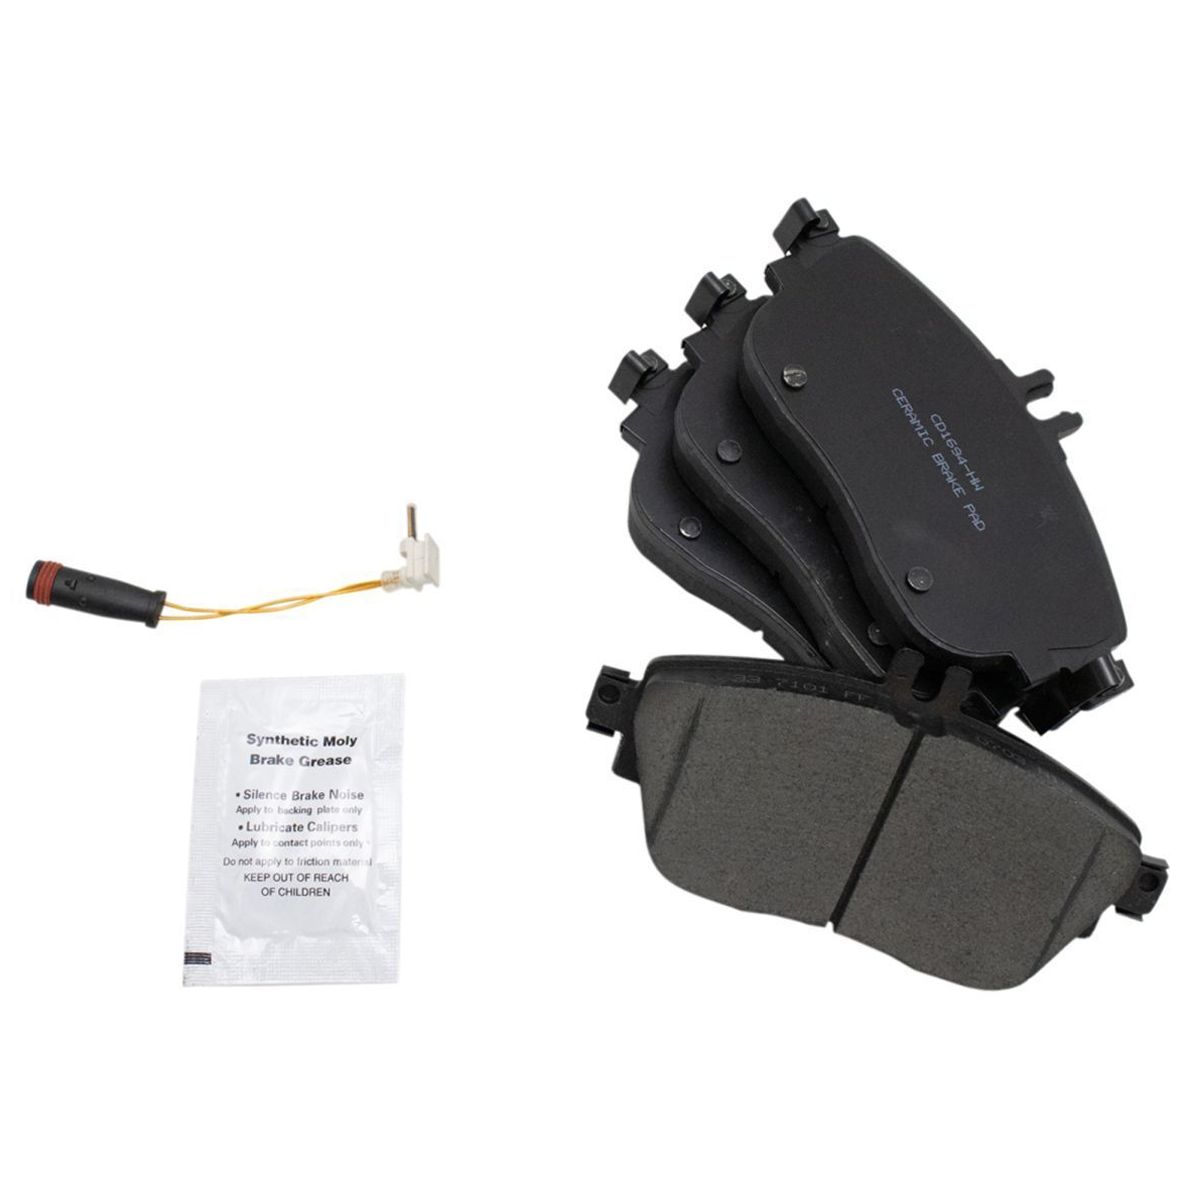 CD1694-HW
CERAMIC BRAKE PAD
33 7101 FF
Synthetic Moly
Brake Grease
• Silence Brake Noise
Apply to backing plate only
• Lubricate Calipers
Apply to contact points only
Do not apply to friction material
KEEP OUT OF REACH
OF CHILDREN